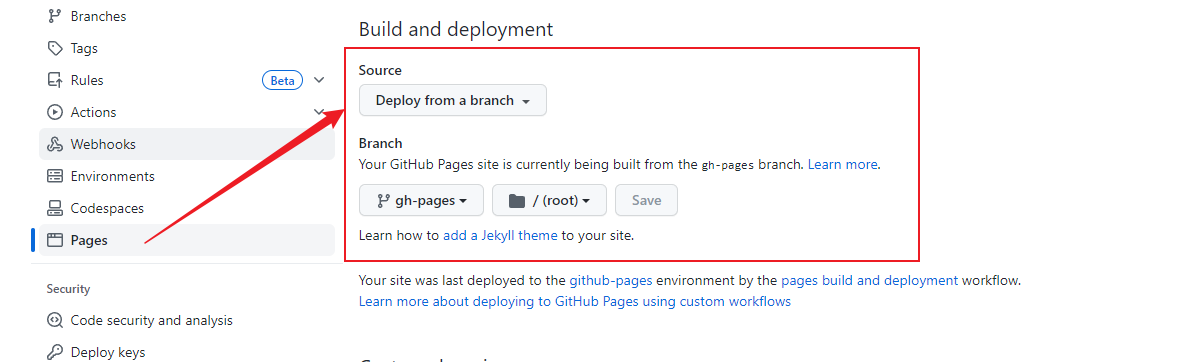 Branches
Tags
Rules Beta
Actions
Webhooks
Environments
Codespaces
Pages
Security
Code security and analysis
Deploy keys
Build and deployment
Source
Deploy from a branch
Branch
Your GitHub Pages site is currently being built from the gh-pages branch. Learn more.
gh-pages / (root) Save
Learn how to add a Jekyll theme to your site.
Your site was last deployed to the github-pages environment by the pages build and deployment workflow.
Learn more about deploying to GitHub Pages using custom workflows